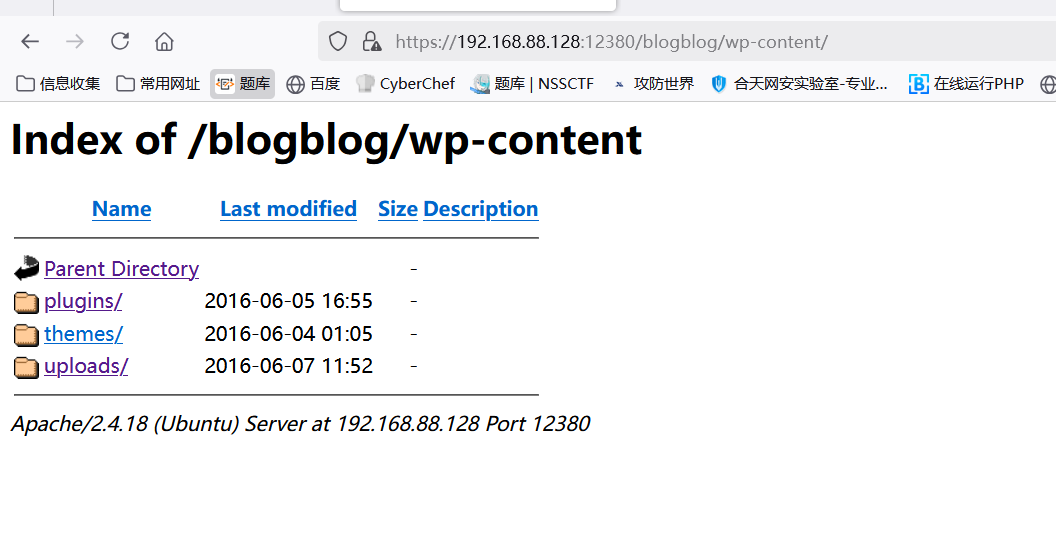 https://192.168.88.128:12380/blogblog/wp-content/
信息收集 常用网址 题库 百度 CyberChef 题库 | NSSCTF 攻防世界 合天网安实验室-专业... 在线运行PHP
Index of /blogblog/wp-content
Name Last modified Size Description
Parent Directory -
plugins/ 2016-06-05 16:55 -
themes/ 2016-06-04 01:05 -
uploads/ 2016-06-07 11:52 -
Apache/2.4.18 (Ubuntu) Server at 192.168.88.128 Port 12380